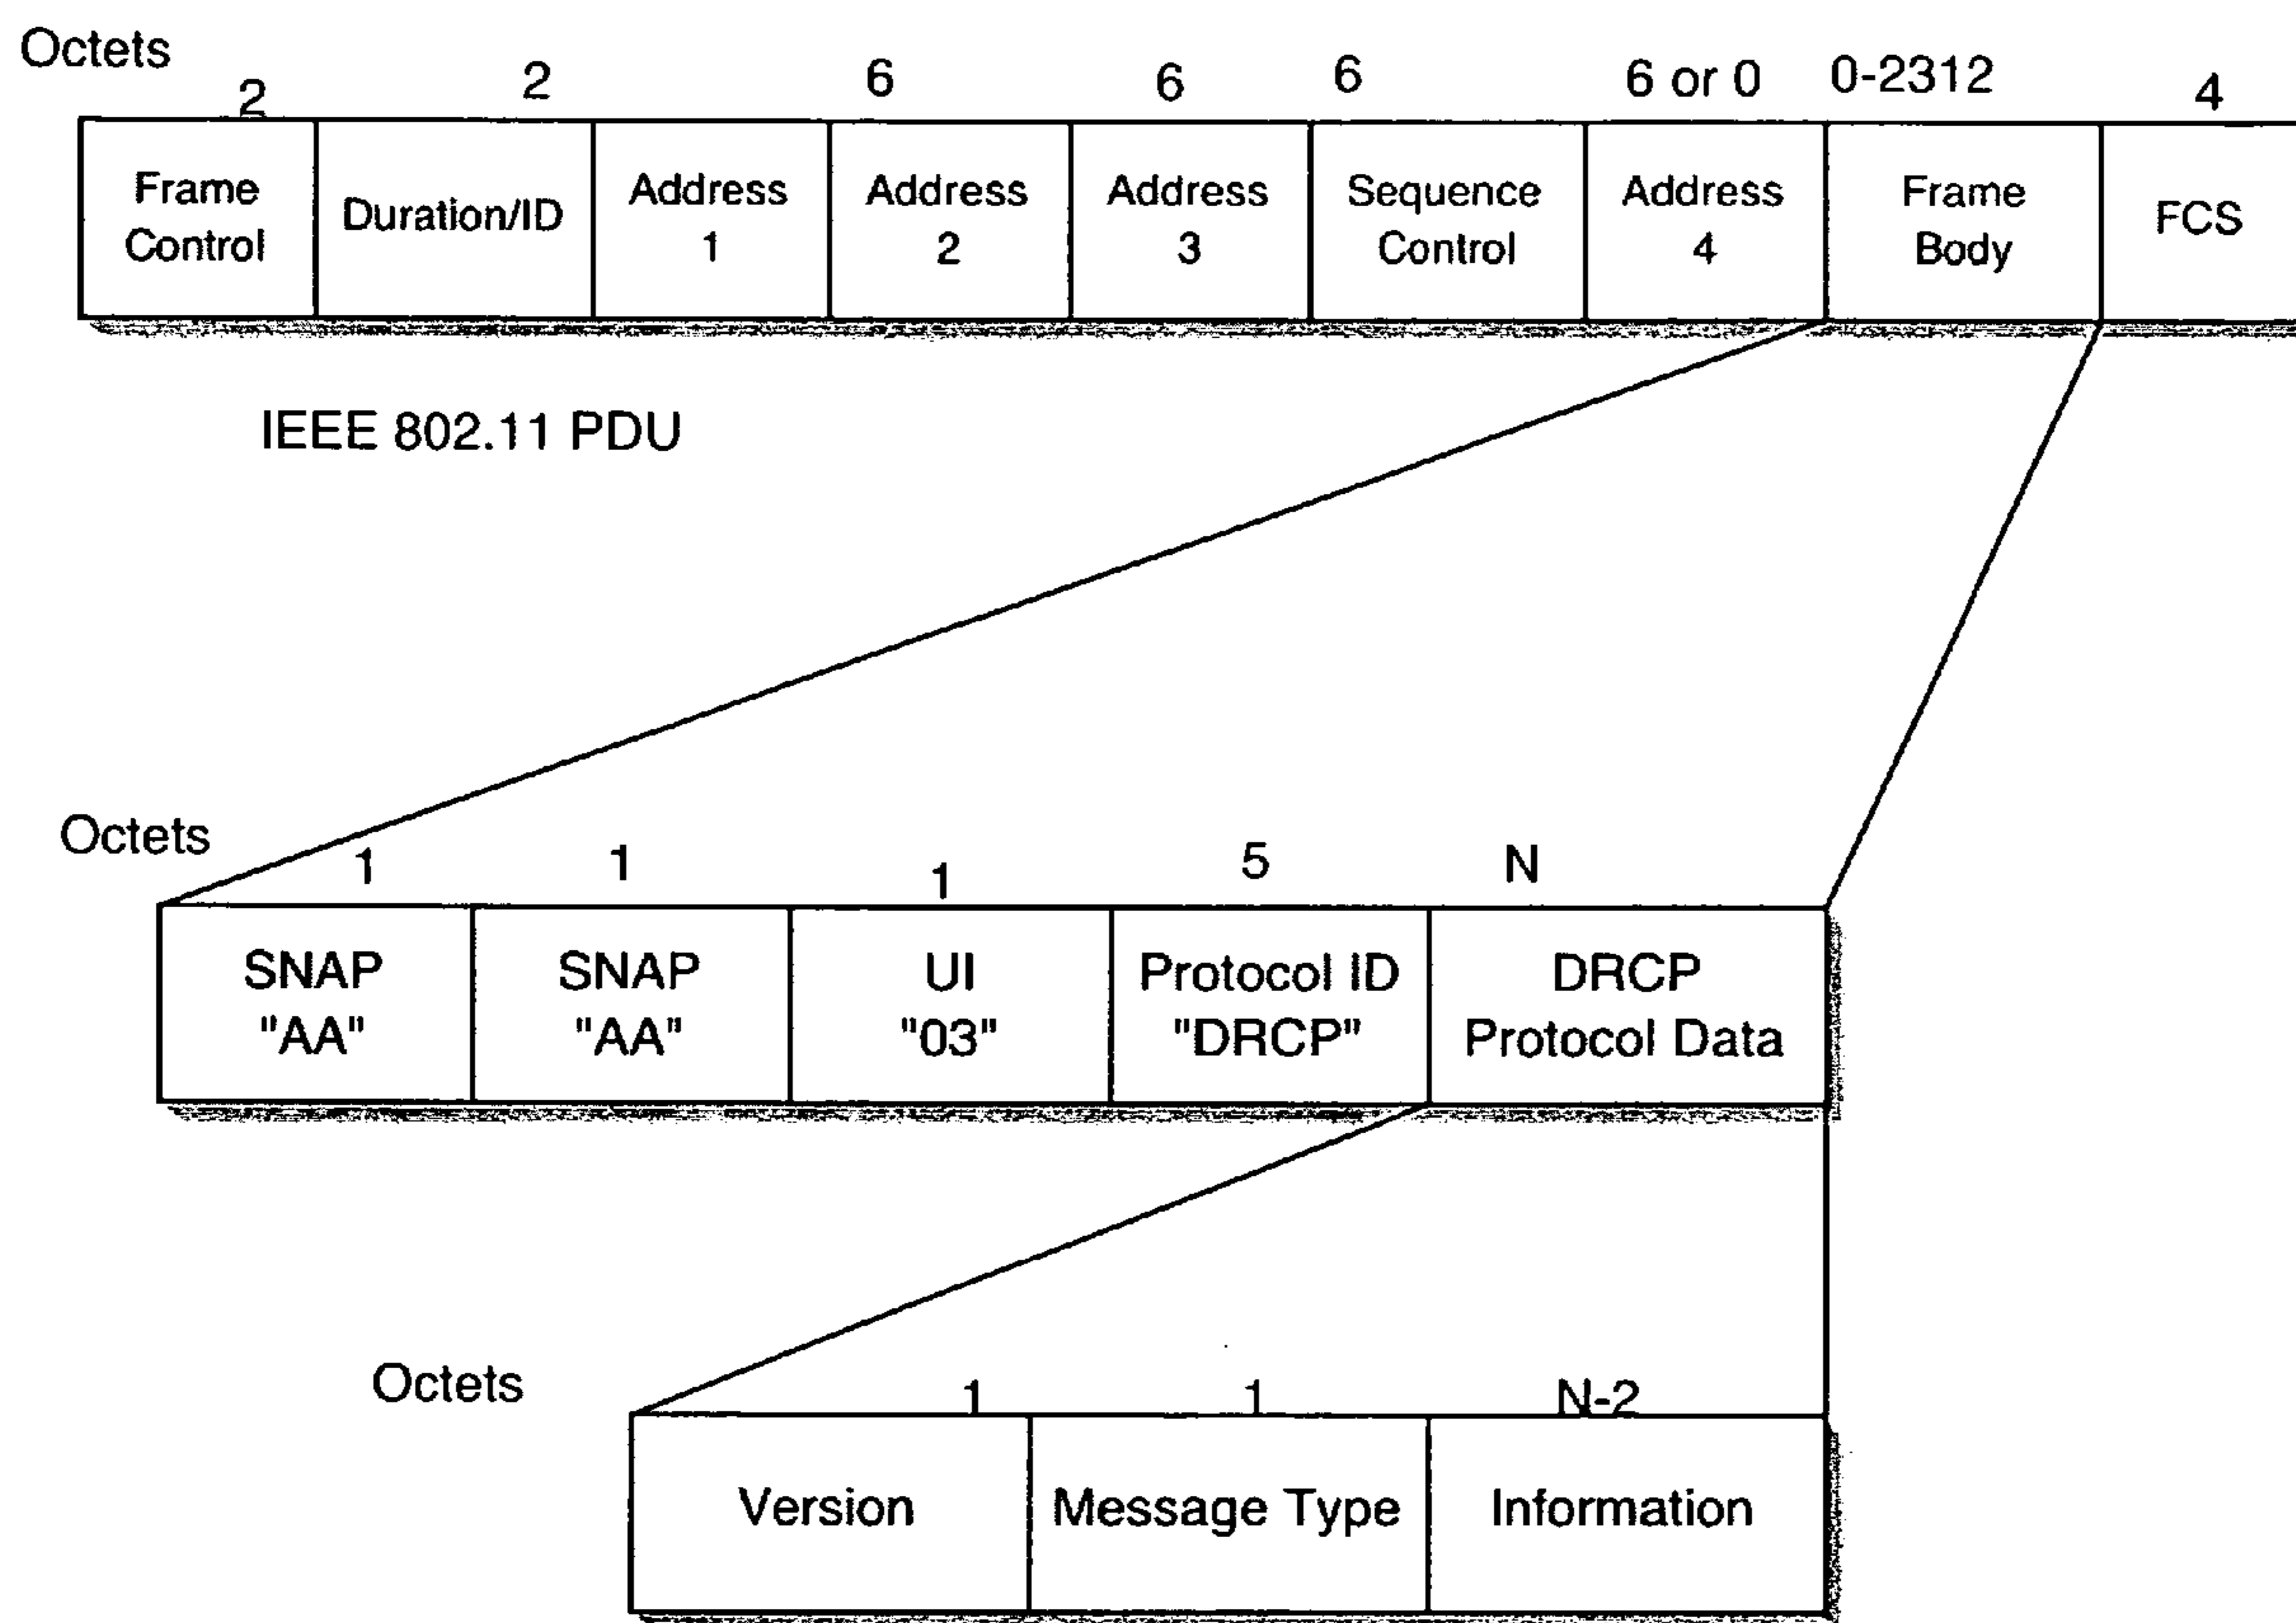 Octets
2 2 6 6 6 6 or 0 0-2312 4
Frame Control
Duration/ID
Address 1
Address 2
Address 3
Sequence Control
Address 4
Frame Body
FCS
IEEE 802.11 PDU
Octets
1 1 1 5 N
SNAP "AA"
SNAP "AA"
UI "03"
Protocol ID "DRCP"
DRCP Protocol Data
Octets
1 1 N-2
Version
Message Type
Information